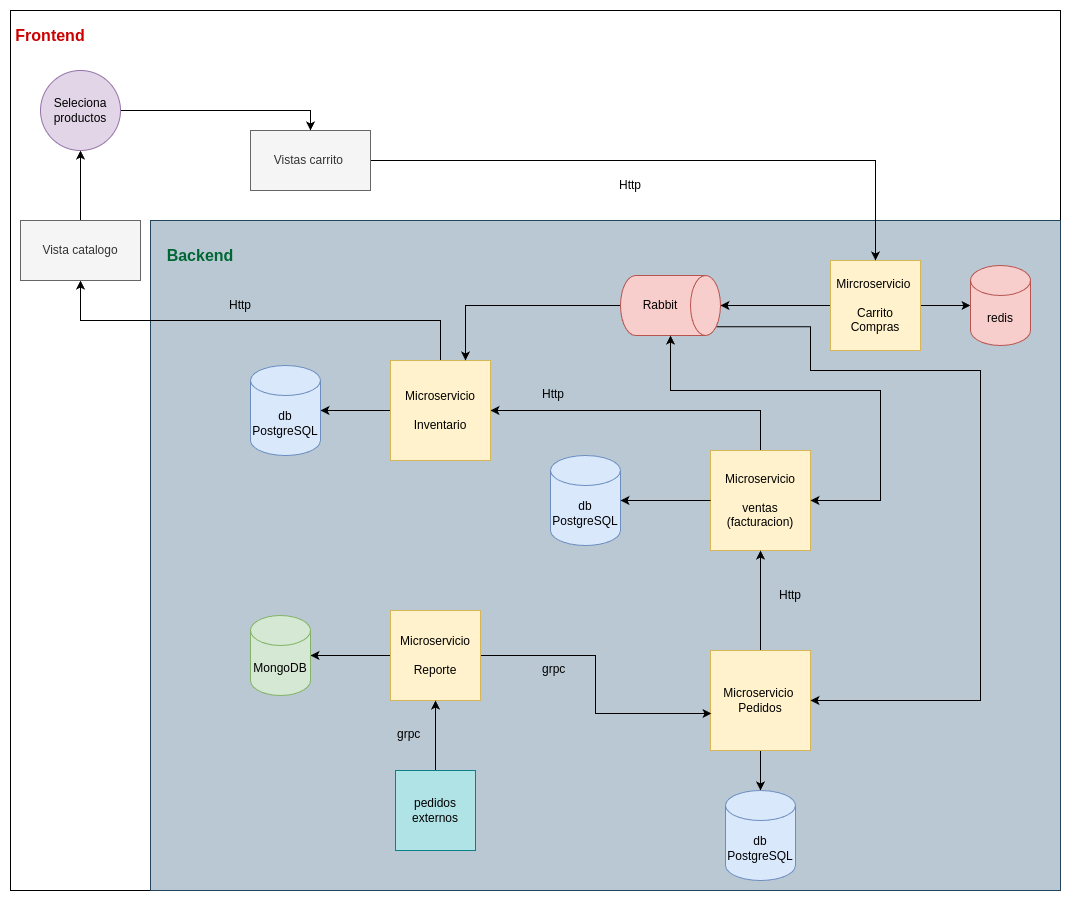 Frontend
Seleciona
productos
Vistas carrito
Http
Vista catalogo
Backend
Http
Rabbit
Mircroservicio
Carrito
Compras
redis
db
PostgreSQL
Microservicio
Inventario
Http
db
PostgreSQL
Microservicio
ventas
(facturacion)
Http
MongoDB
Microservicio
Reporte
grpc
Microservicio
Pedidos
grpc
pedidos
externos
db
PostgreSQL